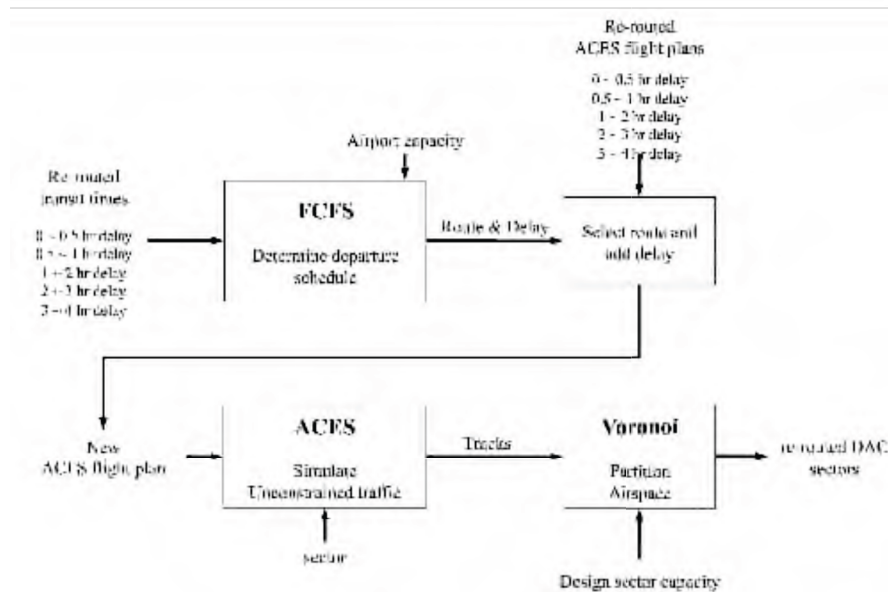 Re-routed
ACES flight plans
0 – 0.5 hr delay
0.5 – 1 hr delay
1 – 2 hr delay
2 – 3 hr delay
3 – 4 hr delay
Airport capacity
Re-routed
transit times
0 – 0.5 hr delay
0.5 – 1 hr delay
1 – 2 hr delay
2 – 3 hr delay
3 – 4 hr delay
FCFS
Determine departure
schedule
Route & Delay
Select route and
add delay
New
ACES flight plan
ACES
Simulate
Unconstrained traffic
Tracks
Voronoi
Partition
Airspace
re-routed DAC
sectors
sector
Design sector capacity